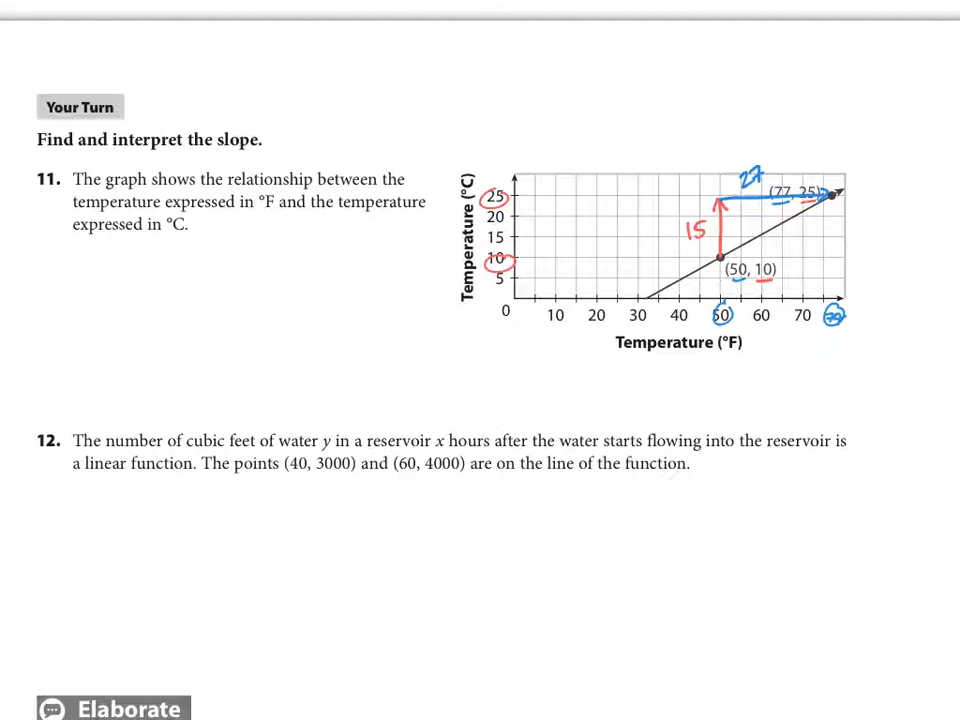 Your Turn
Find and interpret the slope.
11. The graph shows the relationship between the
temperature expressed in °F and the temperature
expressed in °C.
Temperature (°C)
25
20
15
10
5
0
10 20 30 40 50 60 70
Temperature (°F)
27
(77, 25)
15
(50, 10)
12. The number of cubic feet of water y in a reservoir x hours after the water starts flowing into the reservoir is
a linear function. The points (40, 3000) and (60, 4000) are on the line of the function.
Elaborate